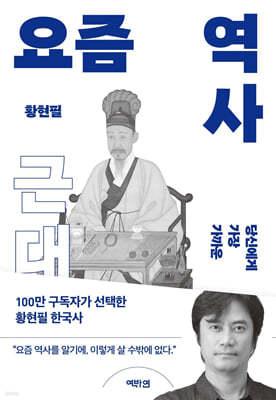 요즘 역사
황현필
근대
당신에게
가장
가까운
100만 구독자가 선택한
황현필 한국사
"요즘 역사를 알기에, 이렇게 살 수밖에 없다."
역바연